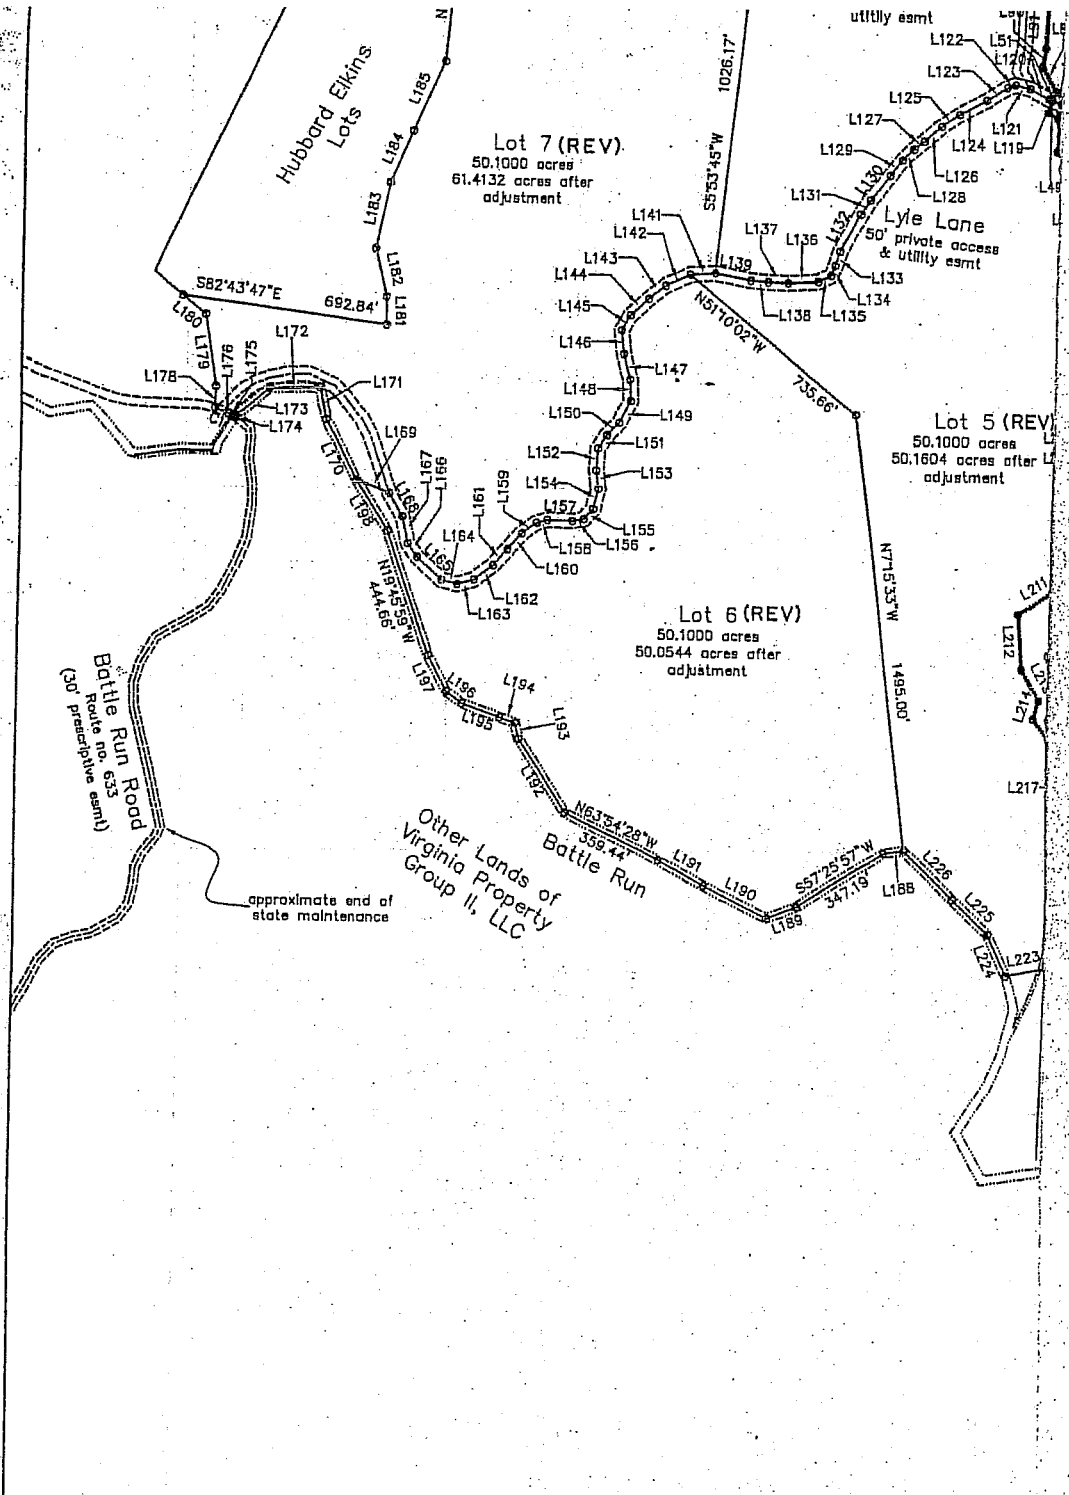 utility esmt
L51
L120
L122
L123
L125
L127
L129
L131
L130
L132
L128
L126
L124
L121
L119
L49
N
L185
L184
L183
L182
L181
Hubbard Elkins
Lots
Lot 7 (REV)
50.1000 acres
61.4132 acres after
adjustment
1026.17'
S5°53'45"W
Lyle Lane
50' private access
& utility esmt
L133
L134
L135
L136
L137
L138
L139
L141
L142
L143
L144
L145
L146
L147
L148
L149
L150
L151
L152
L153
L154
L155
L156
L157
L158
L159
L160
L161
L162
L163
L164
L165
L166
L167
L168
L169
L170
L171
L172
L173
L174
L175
L176
L178
L179
L180
S82°43'47"E
692.84'
N51°10'02"W
735.66'
Lot 5 (REV)
50.1000 acres
50.1604 acres after
adjustment
N7°15'33"W
1495.00'
Lot 6 (REV)
50.1000 acres
50.0544 acres after
adjustment
L211
L212
L214
L217
L198
N19°45'59"W
444.66'
L197
L196
L195
L194
L193
L192
N63°54'28"W
359.44'
Battle Run
L191
L190
L189
S57°25'57"W
347.19'
L188
L226
L225
L224
L223
Battle Run Road
Route no. 633
(30' prescriptive esmt)
approximate end of
state maintenance
Other Lands of
Virginia Property
Group II, LLC